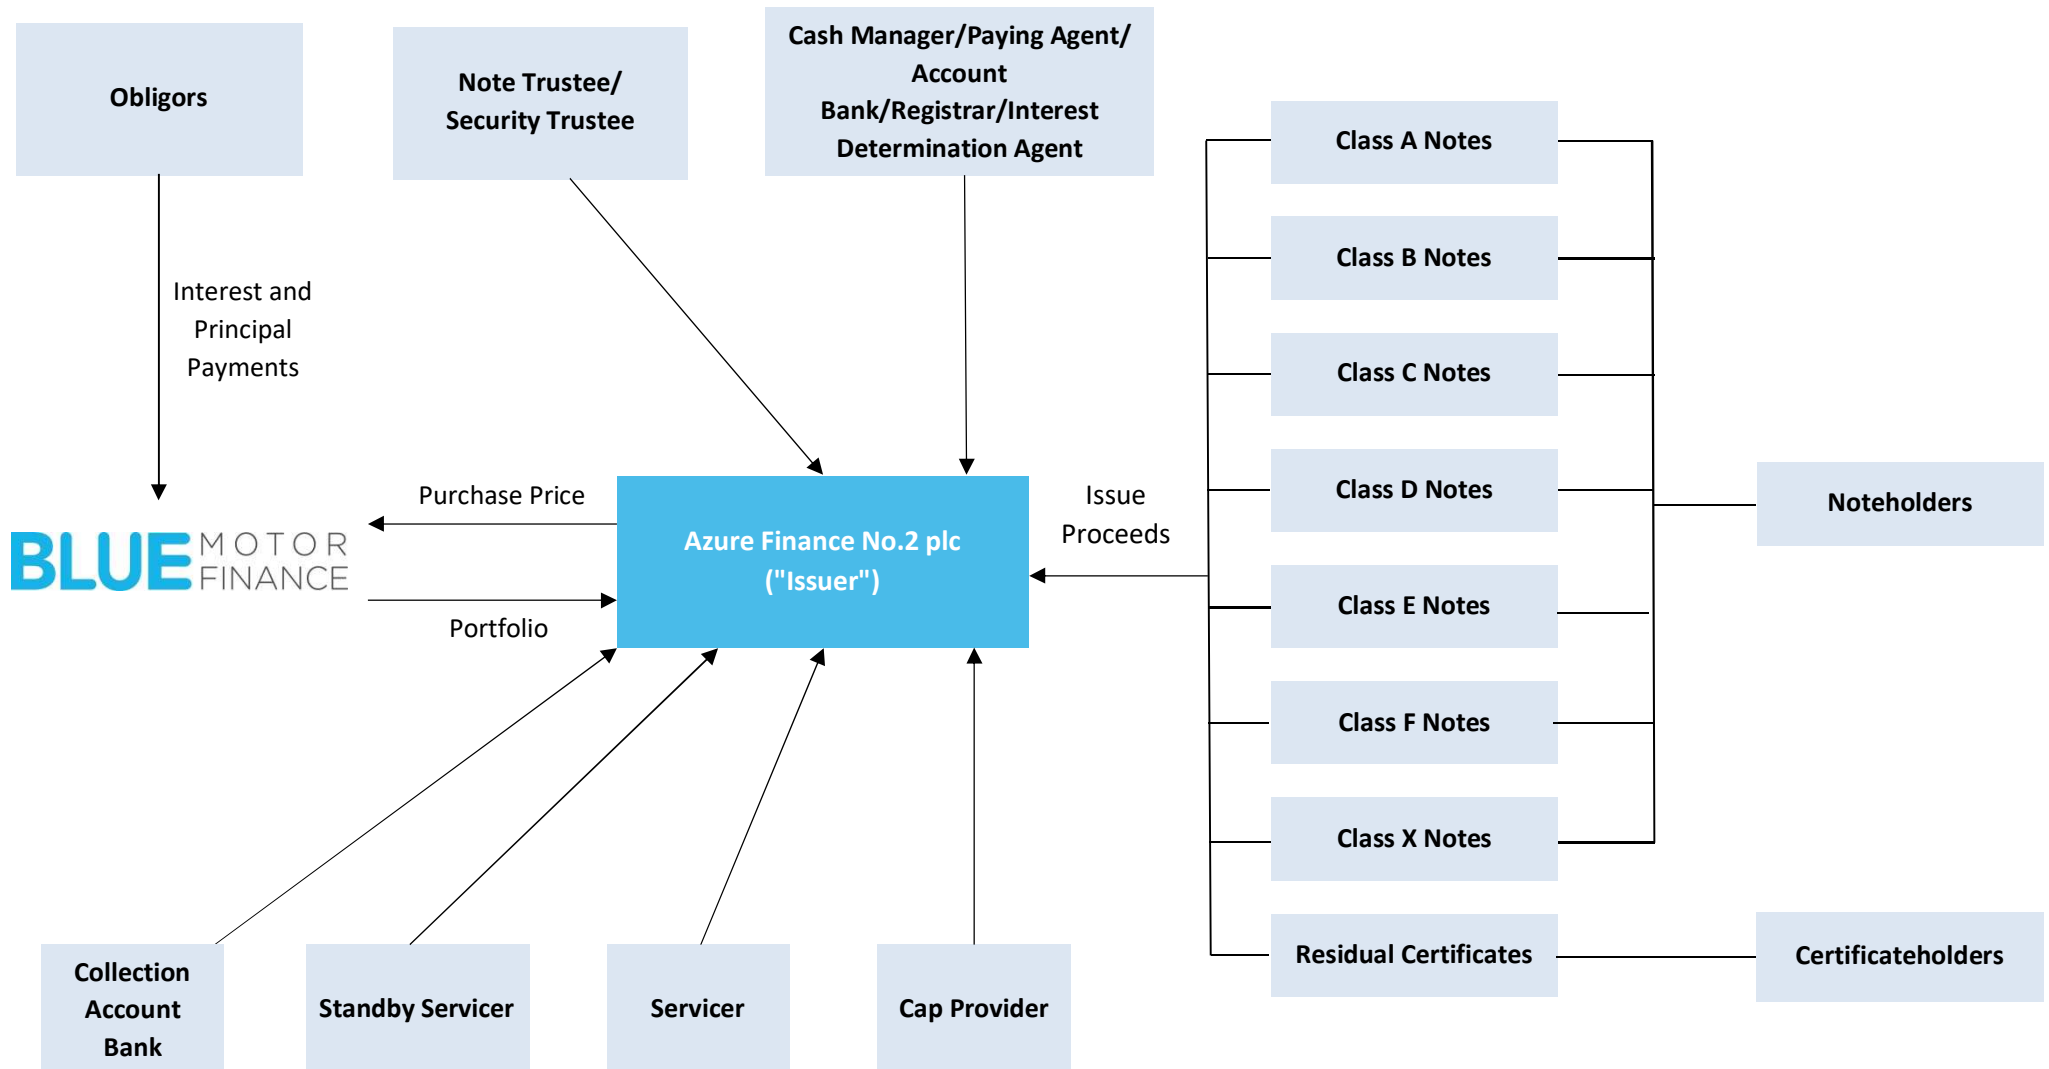 Obligors
Note Trustee/
Security Trustee
Cash Manager/Paying Agent/
Account
Bank/Registrar/Interest
Determination Agent
Interest and
Principal
Payments
BLUE MOTOR
FINANCE
Purchase Price
Portfolio
Azure Finance No.2 plc
("Issuer")
Issue
Proceeds
Class A Notes
Class B Notes
Class C Notes
Class D Notes
Class E Notes
Class F Notes
Class X Notes
Residual Certificates
Noteholders
Certificateholders
Collection
Account
Bank
Standby Servicer
Servicer
Cap Provider